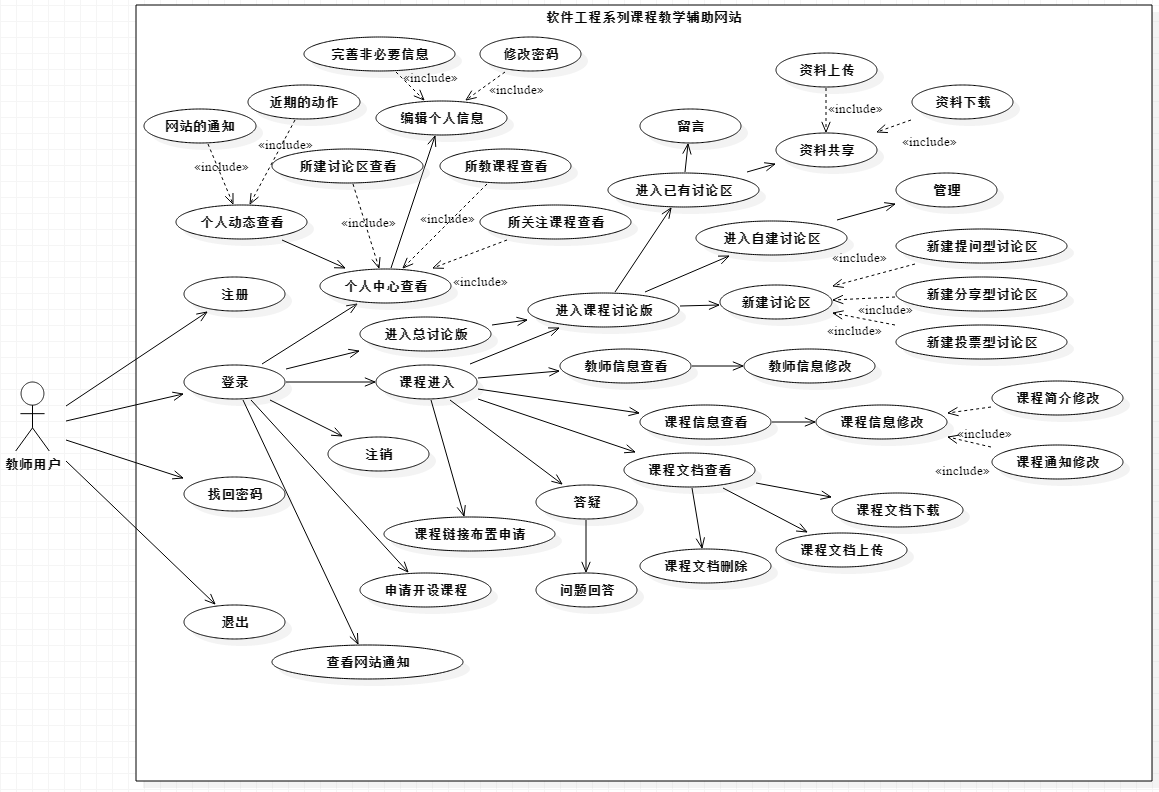 软件工程系列课程教学辅助网站
完善非必要信息
修改密码
«include»
«include»
资料上传
近期的动作
网站的通知
编辑个人信息
«include»
资料下载
留言
«include»
«include»
«include»
资料共享
所建讨论区查看
所教课程查看
进入已有讨论区
管理
个人动态查看
«include»
«include»
所关注课程查看
进入自建讨论区
新建提问型讨论区
«include»
«include»
个人中心查看
注册
新建讨论区
新建分享型讨论区
进入课程讨论版
«include»
«include»
进入总讨论版
新建投票型讨论区
教师信息查看
教师信息修改
登录
课程进入
课程简介修改
课程信息查看
课程信息修改
«include»
注销
教师用户
课程文档查看
课程通知修改
«include»
找回密码
答疑
课程文档下载
课程链接布置申请
课程文档上传
课程文档删除
申请开设课程
问题回答
退出
查看网站通知